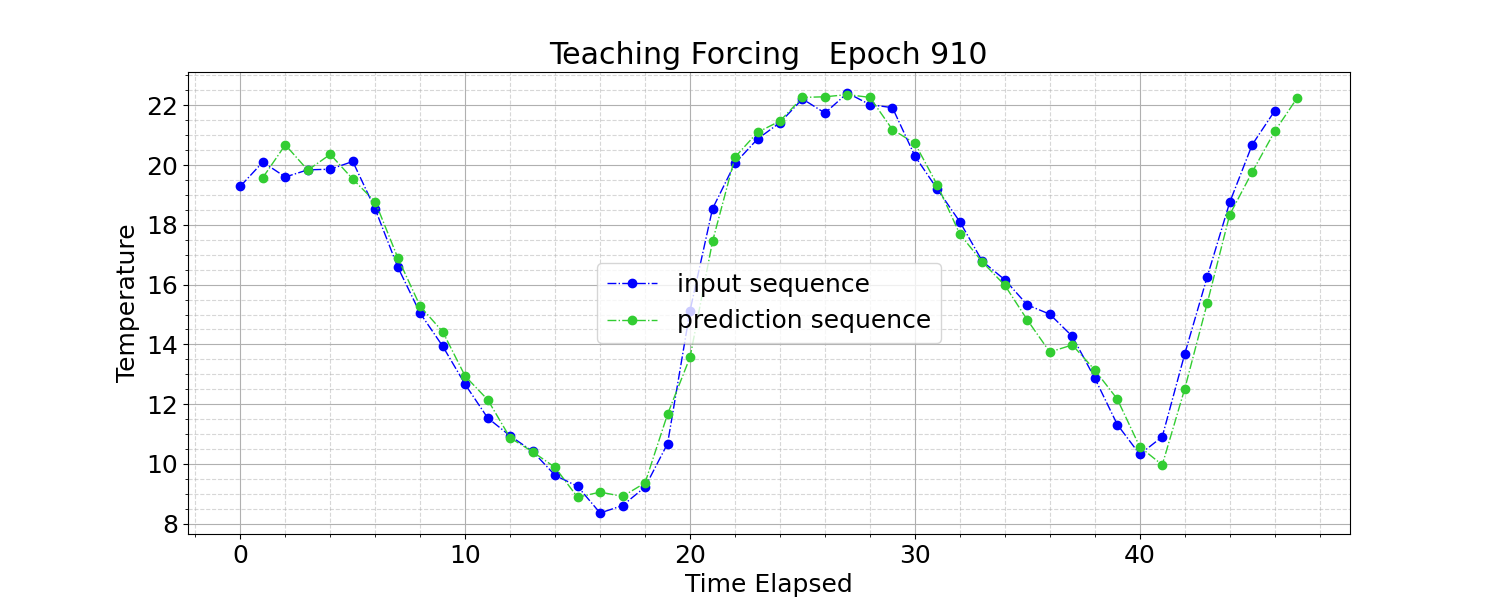 Teaching Forcing   Epoch 910
22
20
18
16
14
12
10
8
Temperature
input sequence
prediction sequence
0 10 20 30 40
Time Elapsed